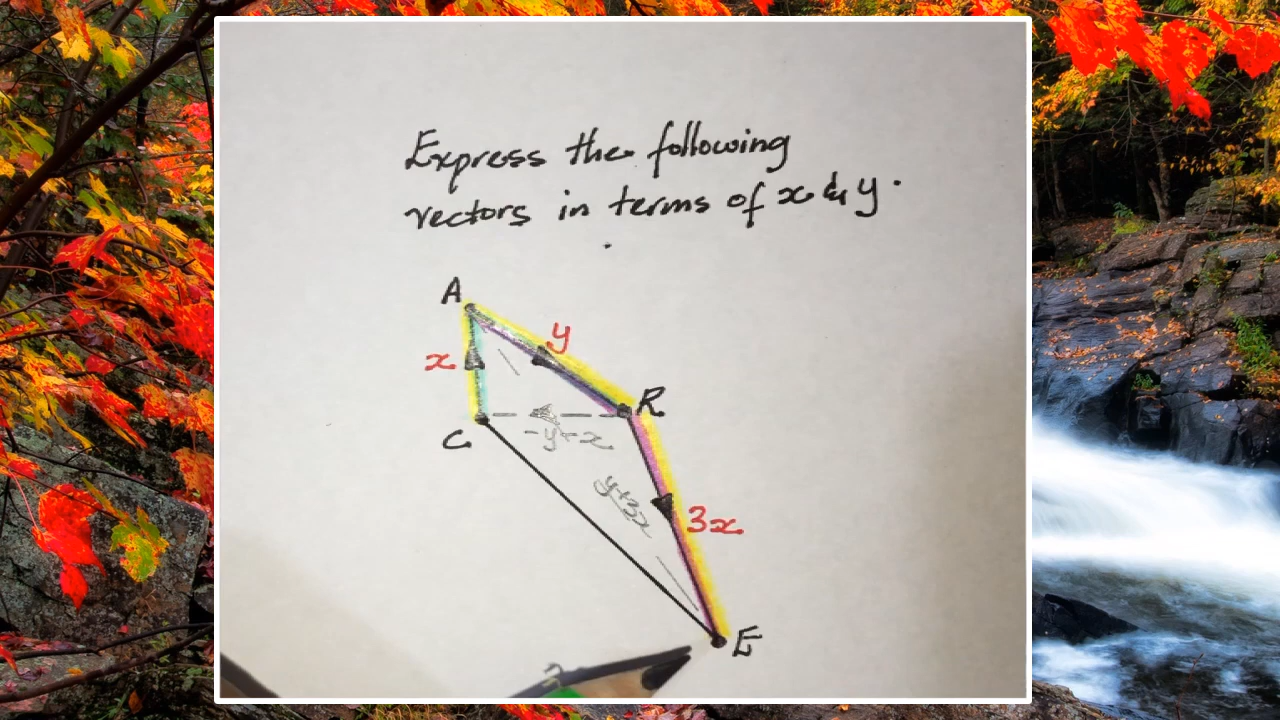 Express the following
vectors in terms of x & y.
A
y
x
R
C
-y-x
y+3x
3x
E